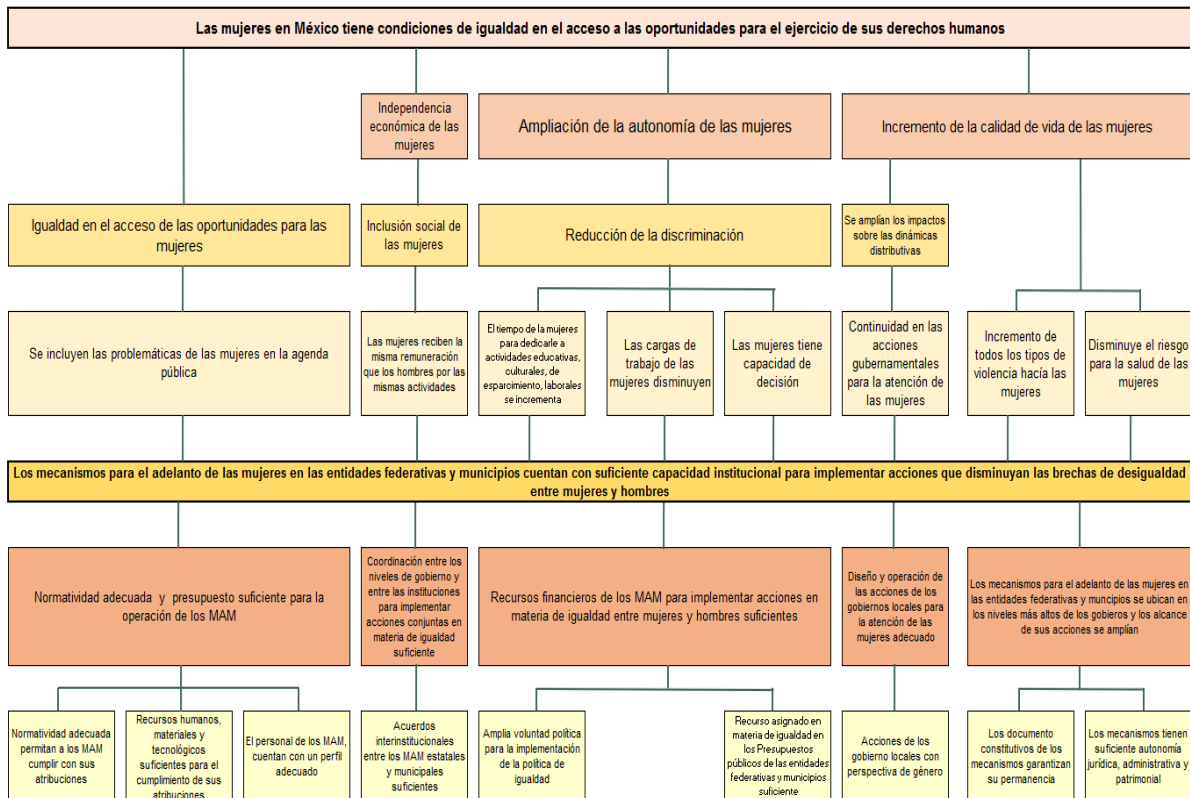 Las mujeres en México tiene condiciones de igualdad en el acceso a las oportunidades para el ejercicio de sus derechos humanos
Independencia
económica de las
mujeres
Ampliación de la autonomía de las mujeres
Incremento de la calidad de vida de las mujeres
Igualdad en el acceso de las oportunidades para las
mujeres
Inclusión social de
las mujeres
Reducción de la discriminación
Se amplían los impactos
sobre las dinámicas
distributivas
Se incluyen las problemáticas de las mujeres en la agenda
pública
Las mujeres reciben la
misma remuneración
que los hombres por las
mismas actividades
El tiempo de la mujeres
para dedicarle a
actividades educativas,
culturales, de
esparcimiento, laborales
se incrementa
Las cargas de
trabajo de las
mujeres disminuyen
Las mujeres tiene
capacidad de
decisión
Continuidad en las
acciones
gubernamentales
para la atención de
las mujeres
Incremento de
todos los tipos de
violencia hacía las
mujeres
Disminuye el riesgo
para la salud de las
mujeres
Los mecanismos para el adelanto de las mujeres en las entidades federativas y municipios cuentan con suficiente capacidad institucional para implementar acciones que disminuyan las brechas de desigualdad
entre mujeres y hombres
Normatividad adecuada y presupuesto suficiente para la
operación de los MAM
Coordinación entre los
niveles de gobierno y
entre las instituciones
para implementar
acciones conjuntas en
materia de igualdad
suficiente
Recursos financieros de los MAM para implementar acciones en
materia de igualdad entre mujeres y hombres suficientes
Diseño y operación de
las acciones de los
gobiernos locales para
la atención de las
mujeres adecuado
Los mecanismos para el adelanto de las mujeres en
las entidades federativas y muncipios se ubican en
los niveles más altos de los gobieros y los alcance
de sus acciones se amplían
Normatividad adecuada
permitan a los MAM
cumplir con sus
atribuciones
Recursos humanos,
materiales y
tecnológicos
suficientes para el
cumplimiento de sus
atribuciones
El personal de los MAM,
cuentan con un perfil
adecuado
Acuerdos
interinstitucionales
entre los MAM estatales
y municipales
suficientes
Amplia voluntad política
para la implementación
de la política de
igualdad
Recurso asignado en
materia de igualdad en
los Presupuestos
públicos de las entidades
federativas y municipios
suficiente
Acciones de los
gobierno locales con
perspectiva de género
Los documento
constitutivos de los
mecanismos garantizan
su permanencia
Los mecanismos tienen
suficiente autonomía
jurídica, administrativa y
patrimonial